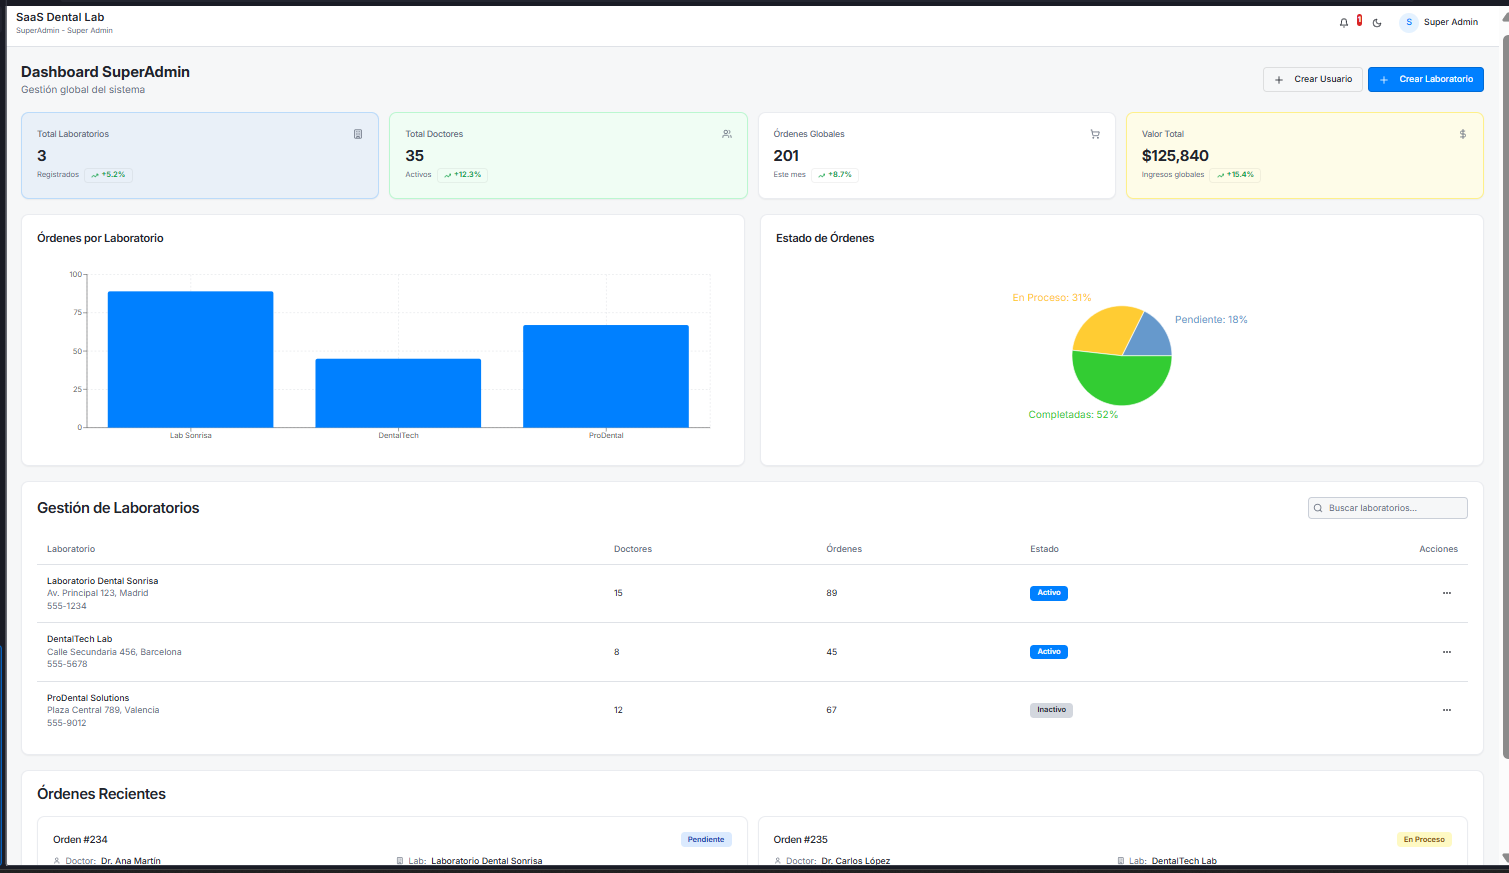 SaaS Dental Lab
SuperAdmin - Super Admin
1
S
Super Admin
Dashboard SuperAdmin
Gestión global del sistema
Crear Usuario
Crear Laboratorio
Total Laboratorios
3
Registrados +5.2%
Total Doctores
35
Activos +12.3%
Órdenes Globales
201
Este mes +8.7%
Valor Total
$125,840
Ingresos globales +15.4%
Órdenes por Laboratorio
100
75
50
25
0
Lab Sonrisa DentalTech ProDental
Estado de Órdenes
En Proceso: 31%
Pendiente: 18%
Completadas: 52%
Gestión de Laboratorios
Buscar laboratorios...
Laboratorio Doctores Órdenes Estado Acciones
Laboratorio Dental Sonrisa
Av. Principal 123, Madrid
555-1234
15 89 Activo ...
DentalTech Lab
Calle Secundaria 456, Barcelona
555-5678
8 45 Activo ...
ProDental Solutions
Plaza Central 789, Valencia
555-9012
12 67 Inactivo ...
Órdenes Recientes
Orden #234 Pendiente
Doctor: Dr. Ana Martín Lab: Laboratorio Dental Sonrisa
Orden #235 En Proceso
Doctor: Dr. Carlos López Lab: DentalTech Lab